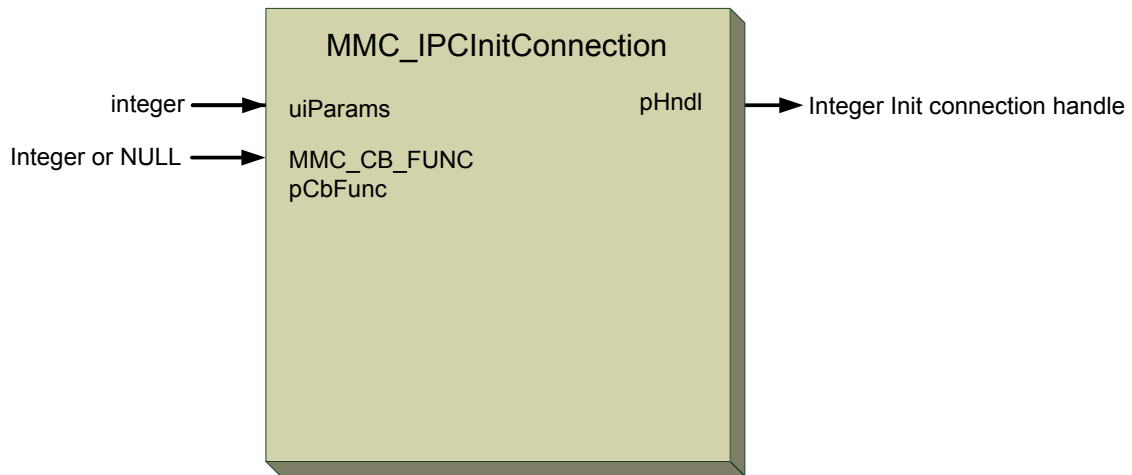 MMC_IPCInitConnection
integer
uiParams
pHndl
Integer Init connection handle
Integer or NULL
MMC_CB_FUNC
pCbFunc